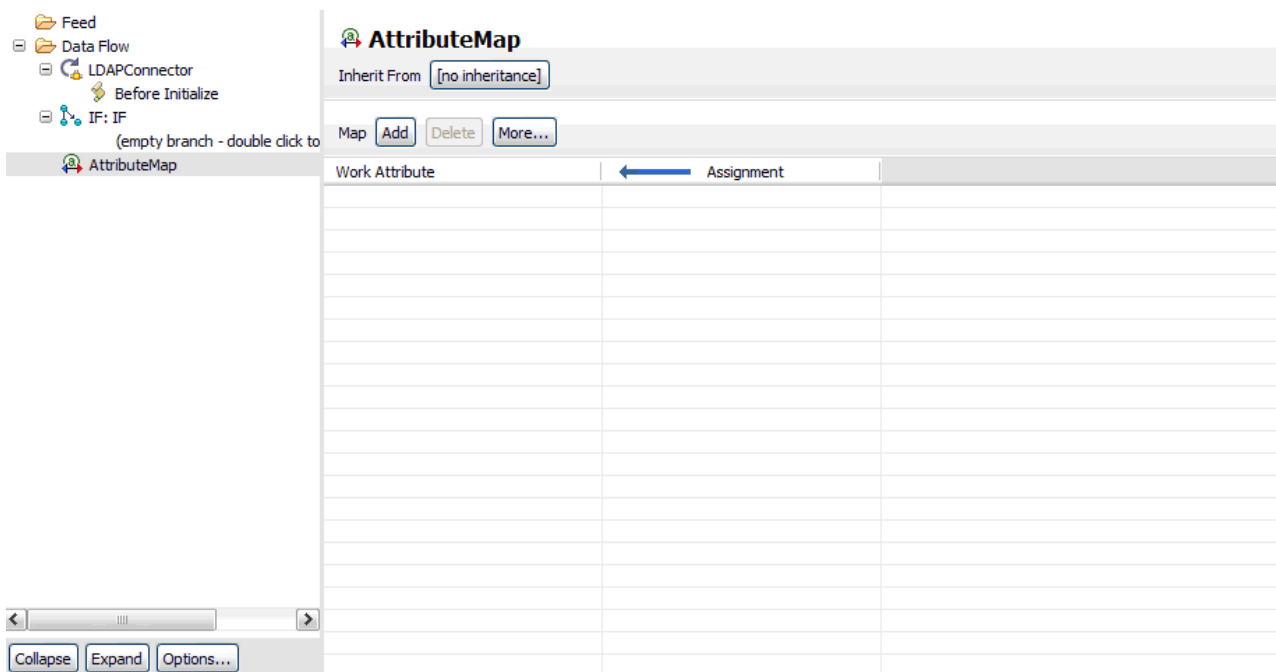 Feed
Data Flow
LDAPConnector
Before Initialize
IF: IF
(empty branch - double click to
AttributeMap
Collapse Expand Options...
AttributeMap
Inherit From [no inheritance]
Map Add Delete More...
Work Attribute Assignment